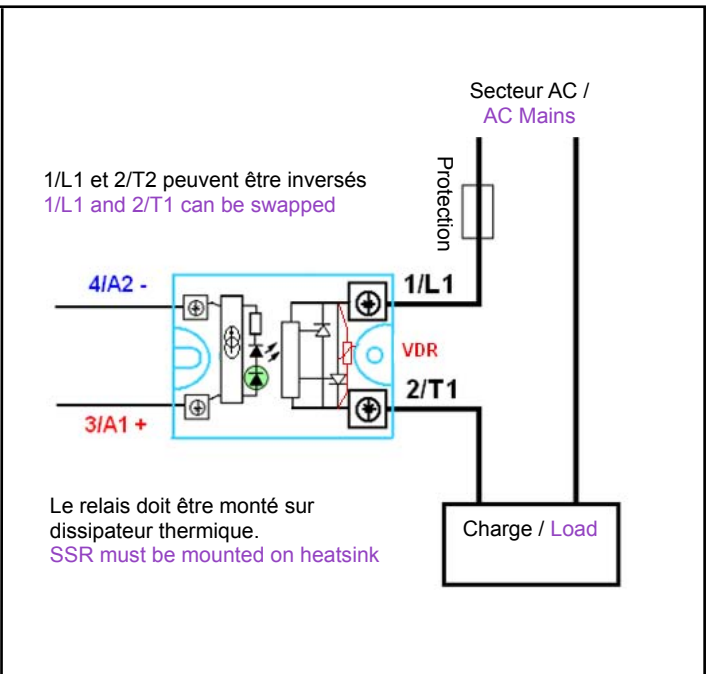 Secteur AC /
AC Mains
Protection
1/L1 et 2/T2 peuvent être inversés
1/L1 and 2/T1 can be swapped
4/A2 -
1/L1
VDR
2/T1
3/A1 +
Le relais doit être monté sur
dissipateur thermique.
SSR must be mounted on heatsink
Charge / Load